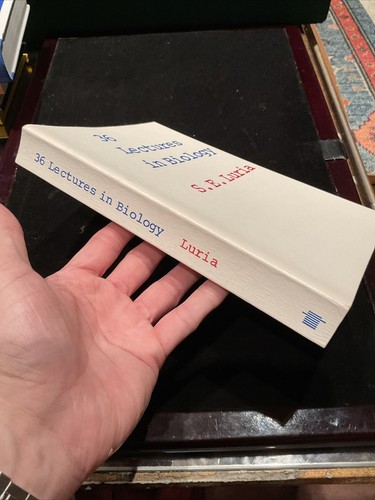 36
Lectures
in Biology
S.E.Luria
36 Lectures in Biology Luria